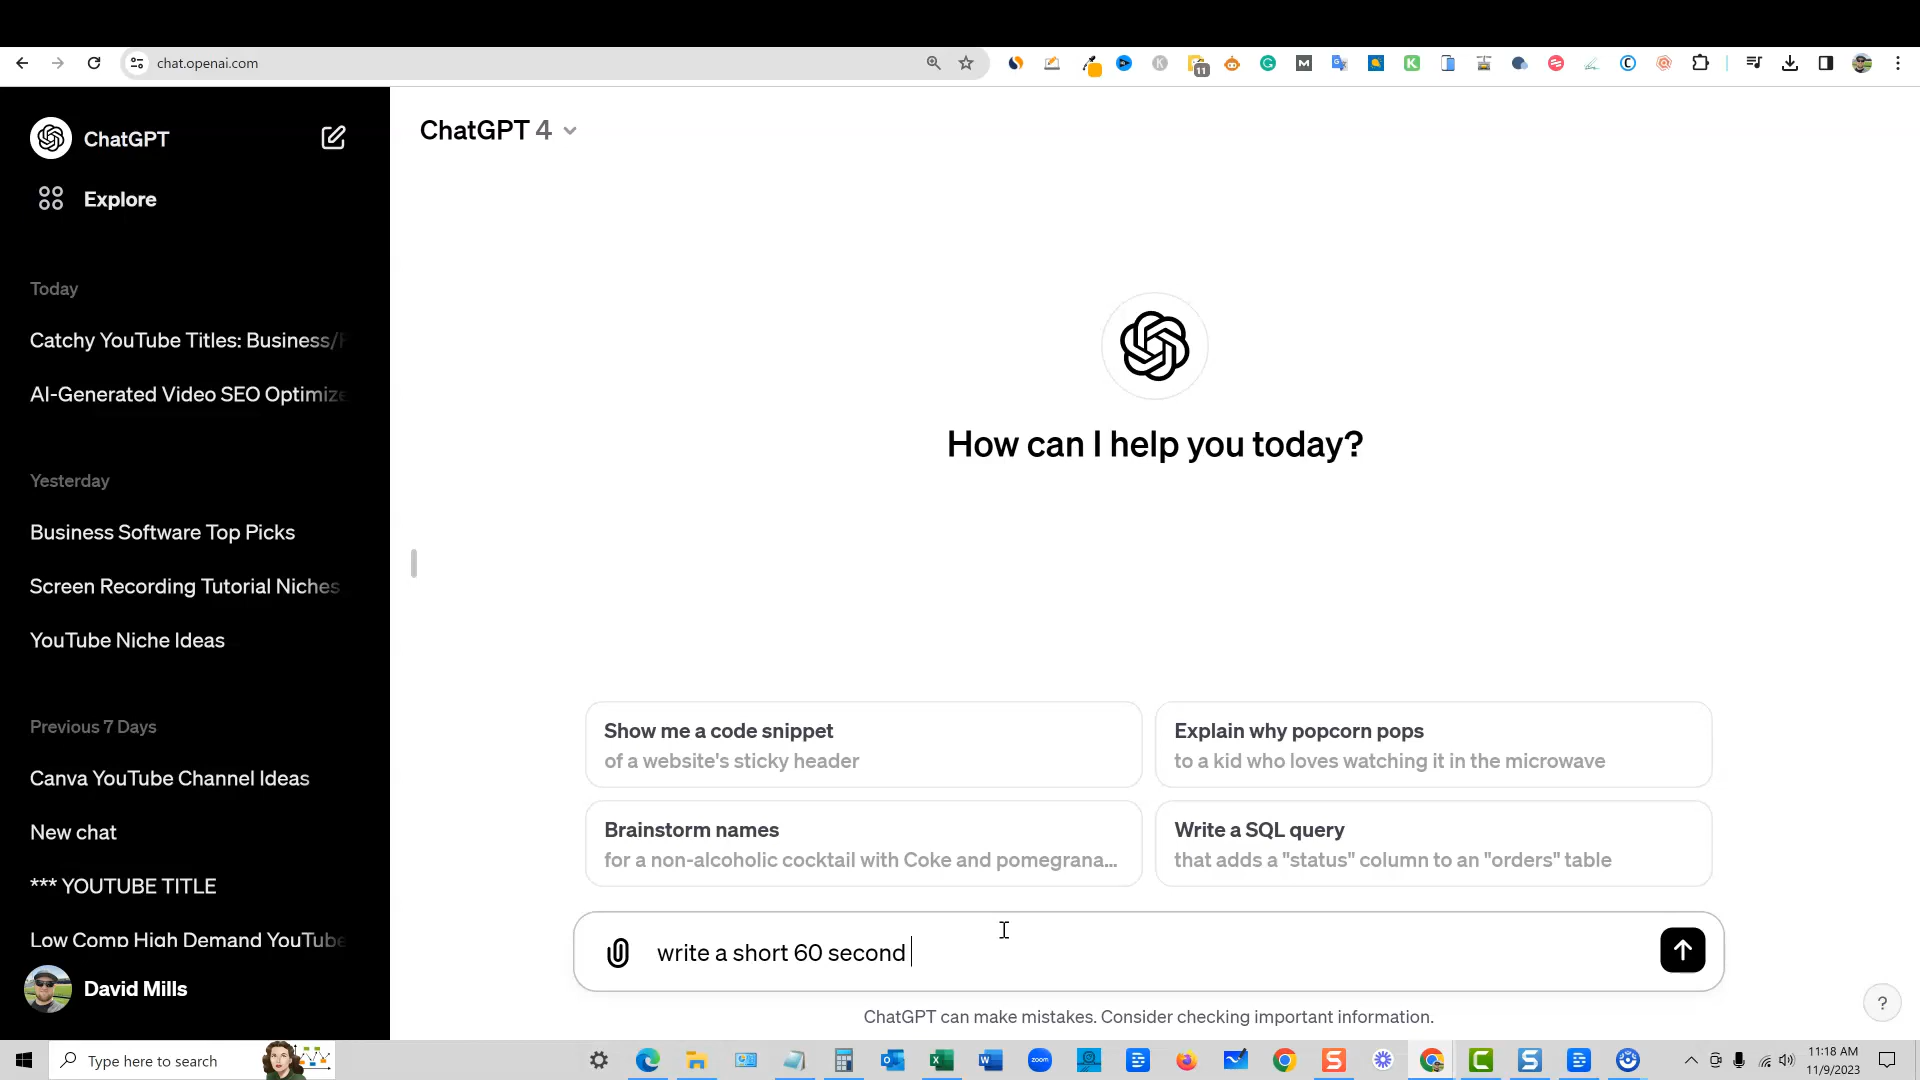 chat.openai.com
11
ChatGPT
Explore
Today
Catchy YouTube Titles: Business/F
AI-Generated Video SEO Optimize
Yesterday
Business Software Top Picks
Screen Recording Tutorial Niches
YouTube Niche Ideas
Previous 7 Days
Canva YouTube Channel Ideas
New chat
*** YOUTUBE TITLE
Low Comp High Demand YouTube
David Mills
ChatGPT 4
How can I help you today?
Show me a code snippet
of a website's sticky header
Explain why popcorn pops
to a kid who loves watching it in the microwave
Brainstorm names
for a non-alcoholic cocktail with Coke and pomegrana...
Write a SQL query
that adds a "status" column to an "orders" table
write a short 60 second
ChatGPT can make mistakes. Consider checking important information.
?
Type here to search
zoom
11:18 AM
11/9/2023